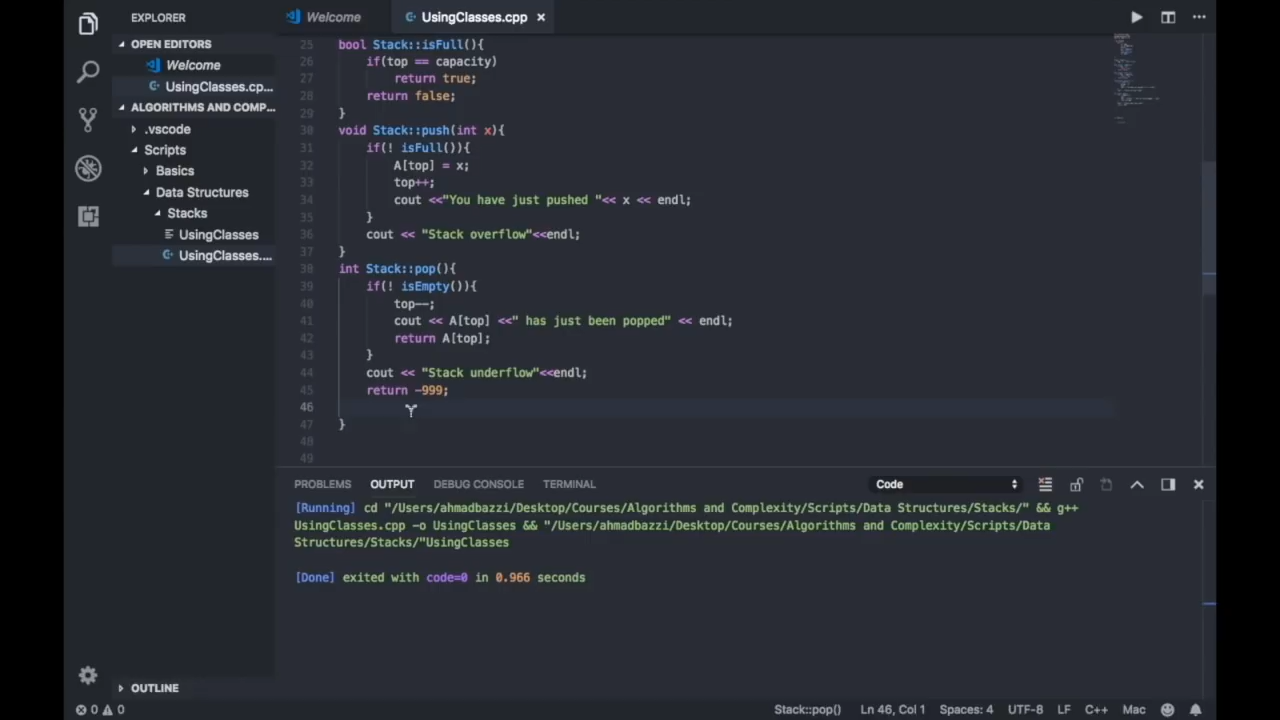 EXPLORER
Welcome
UsingClasses.cpp
OPEN EDITORS
Welcome
UsingClasses.cp...
ALGORITHMS AND COMP...
.vscode
Scripts
Basics
Data Structures
Stacks
UsingClasses
UsingClasses....
OUTLINE
25 bool Stack::isFull(){
26 if(top == capacity)
27 return true;
28 return false;
29 }
30 void Stack::push(int x){
31 if(! isFull()){
32 A[top] = x;
33 top++;
34 cout <<"You have just pushed "<< x << endl;
35 }
36 cout << "Stack overflow"<<endl;
37 }
38 int Stack::pop(){
39 if(! isEmpty()){
40 top--;
41 cout << A[top] <<" has just been popped" << endl;
42 return A[top];
43 }
44 cout << "Stack underflow"<<endl;
45 return -999;
46
47 }
48
49
PROBLEMS OUTPUT DEBUG CONSOLE TERMINAL Code
[Running] cd "/Users/ahmadbazzi/Desktop/Courses/Algorithms and Complexity/Scripts/Data Structures/Stacks/" && g++
UsingClasses.cpp -o UsingClasses && "/Users/ahmadbazzi/Desktop/Courses/Algorithms and Complexity/Scripts/Data
Structures/Stacks/"UsingClasses
[Done] exited with code=0 in 0.966 seconds
0 0 Stack::pop() Ln 46, Col 1 Spaces: 4 UTF-8 LF C++ Mac